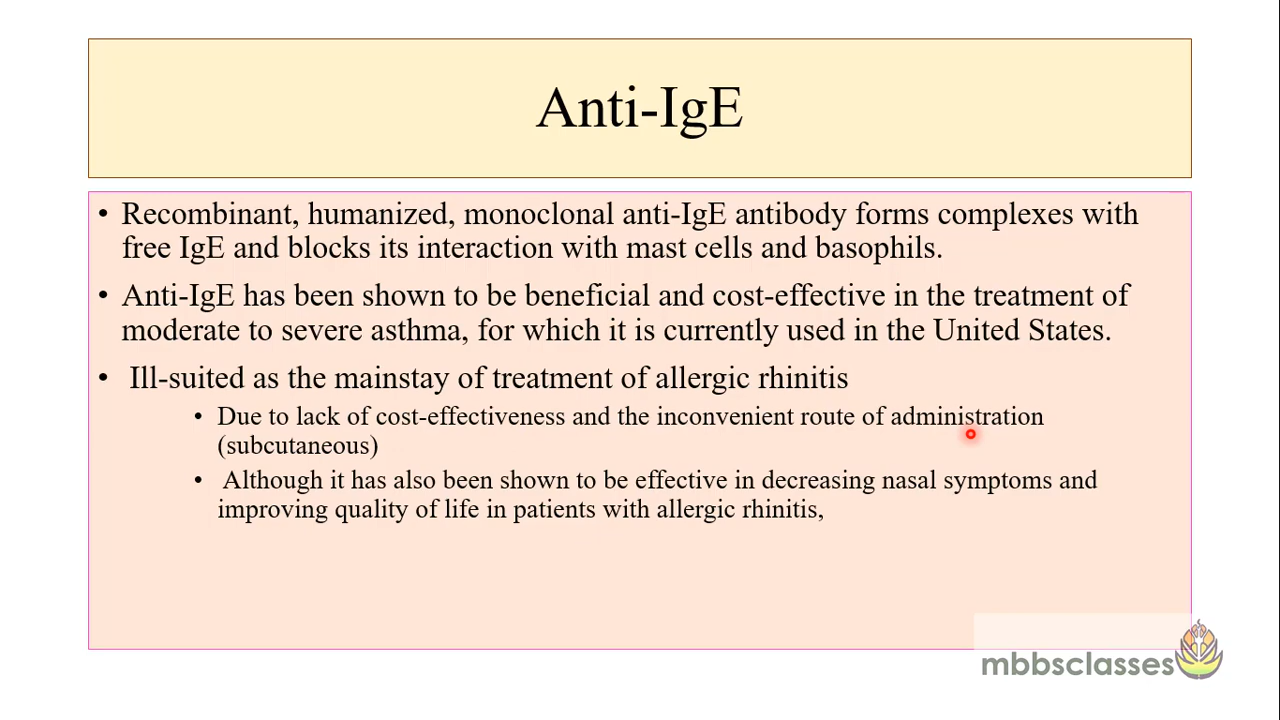 Anti-IgE
• Recombinant, humanized, monoclonal anti-IgE antibody forms complexes with
free IgE and blocks its interaction with mast cells and basophils.
• Anti-IgE has been shown to be beneficial and cost-effective in the treatment of
moderate to severe asthma, for which it is currently used in the United States.
• Ill-suited as the mainstay of treatment of allergic rhinitis
• Due to lack of cost-effectiveness and the inconvenient route of administration
(subcutaneous)
• Although it has also been shown to be effective in decreasing nasal symptoms and
improving quality of life in patients with allergic rhinitis,
mbbsclasses